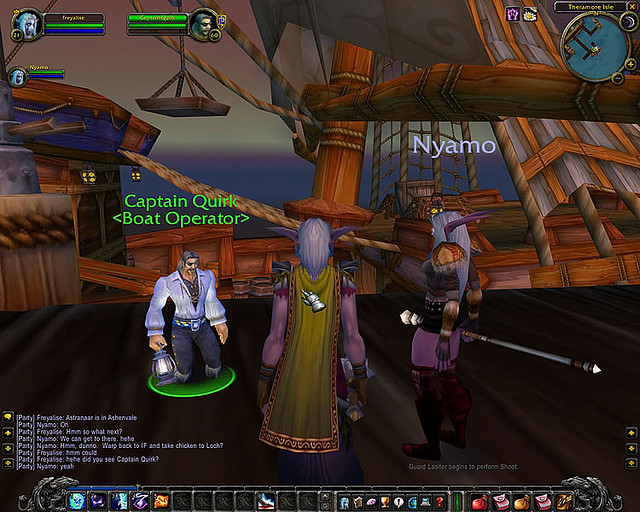 Freyalise
21
Captain Quirk
60
Theramore Isle
N
Nyamo
Nyamo
Captain Quirk
<Boat Operator>
[Party] Freyalise: Astranaar is in Ashenvale
[Party] Nyamo: Oh
[Party] Freyalise: Hmm so what next?
[Party] Nyamo: We can get to there. hehe
[Party] Nyamo: Hmm, dunno. Warp back to IF and take chicken to Loch?
[Party] Freyalise: hmm could
[Party] Freyalise: hehe did you see Captain Quirk?
[Party] Nyamo: yeah
Guard Lasiter begins to perform Shoot.